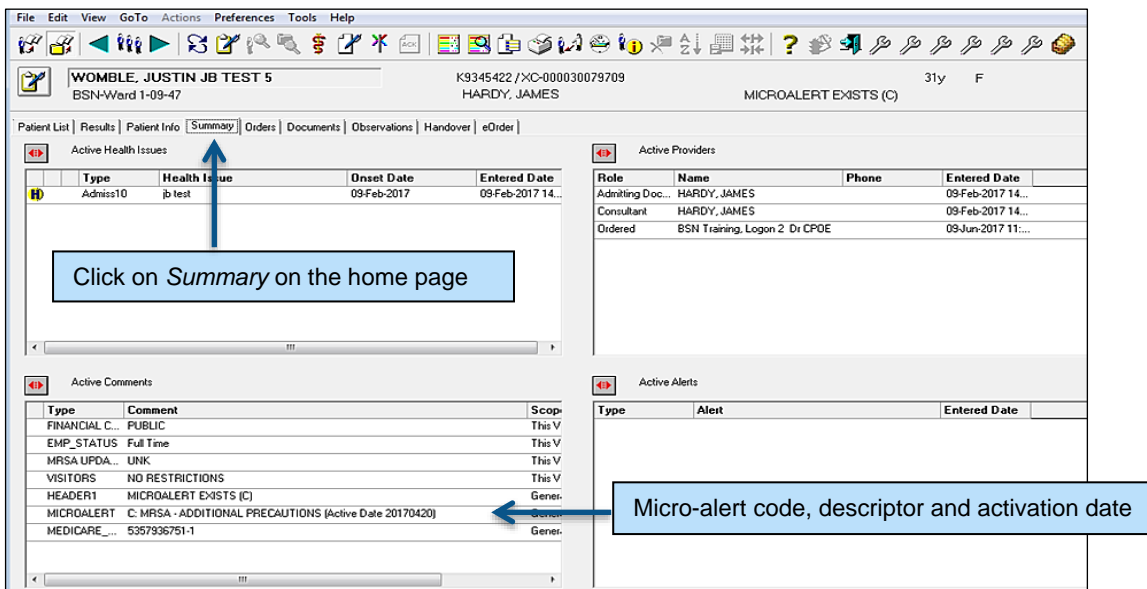 File Edit View GoTo Actions Preferences Tools Help
ACK
WOMBLE, JUSTIN JB TEST 5 K9345422 / XC-000030079709 31y F
BSN-Ward 1-09-47 HARDY, JAMES MICROALERT EXISTS (C)
Patient List Results Patient Info Summary Orders Documents Observations Handover eOrder
Active Health Issues
Type Health Issue Onset Date Entered Date
H Admiss10 jb test 09-Feb-2017 09-Feb-2017 14...
Active Providers
Role Name Phone Entered Date
Admitting Doc... HARDY, JAMES 09-Feb-2017 14...
Consultant HARDY, JAMES 09-Feb-2017 14...
Ordered BSN Training, Logon 2 Dr CPOE 09-Jun-2017 11:...
Click on Summary on the home page
Active Comments
Type Comment Scop
FINANCIAL C... PUBLIC This V
EMP_STATUS Full Time This V
MRSA UPDA... UNK This V
VISITORS NO RESTRICTIONS This V
HEADER1 MICROALERT EXISTS (C) Gener
MICROALERT C: MRSA - ADDITIONAL PRECAUTIONS (Active Date 20170420) Gener
MEDICARE_... 5357936751-1 Gener
Active Alerts
Type Alert Entered Date
Micro-alert code, descriptor and activation date